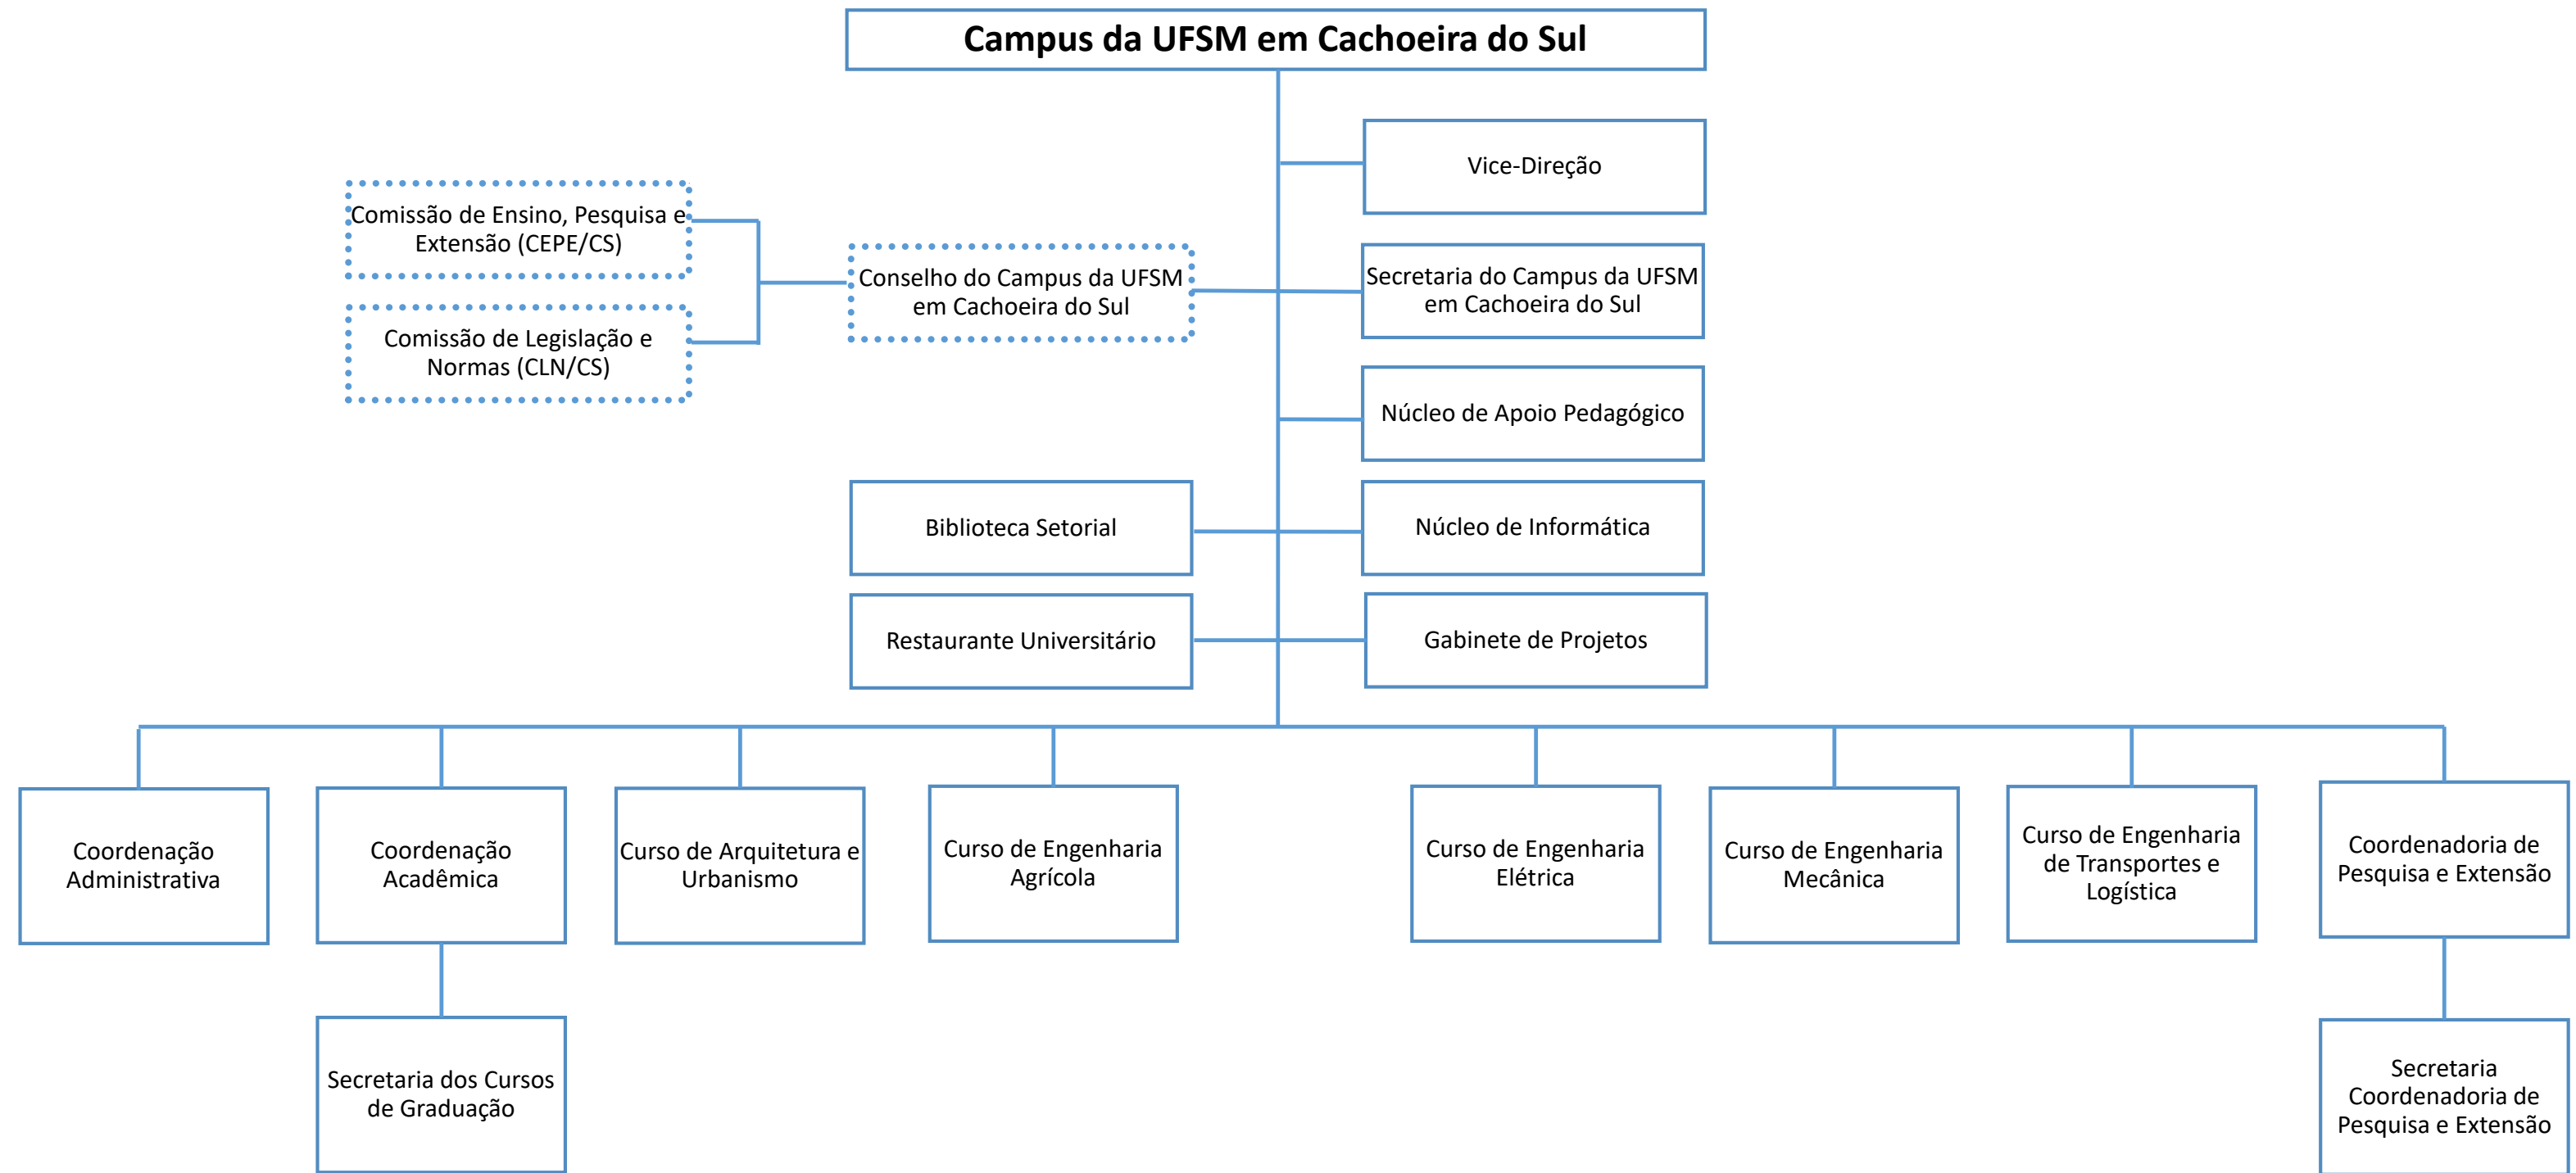 Campus da UFSM em Cachoeira do Sul
Vice-Direção
Comissão de Ensino, Pesquisa e
Extensão (CEPE/CS)
Conselho do Campus da UFSM
em Cachoeira do Sul
Secretaria do Campus da UFSM
em Cachoeira do Sul
Comissão de Legislação e
Normas (CLN/CS)
Núcleo de Apoio Pedagógico
Biblioteca Setorial
Núcleo de Informática
Restaurante Universitário
Gabinete de Projetos
Coordenação
Administrativa
Coordenação
Acadêmica
Curso de Arquitetura e
Urbanismo
Curso de Engenharia
Agrícola
Curso de Engenharia
Elétrica
Curso de Engenharia
Mecânica
Curso de Engenharia
de Transportes e
Logística
Coordenadoria de
Pesquisa e Extensão
Secretaria dos Cursos
de Graduação
Secretaria
Coordenadoria de
Pesquisa e Extensão